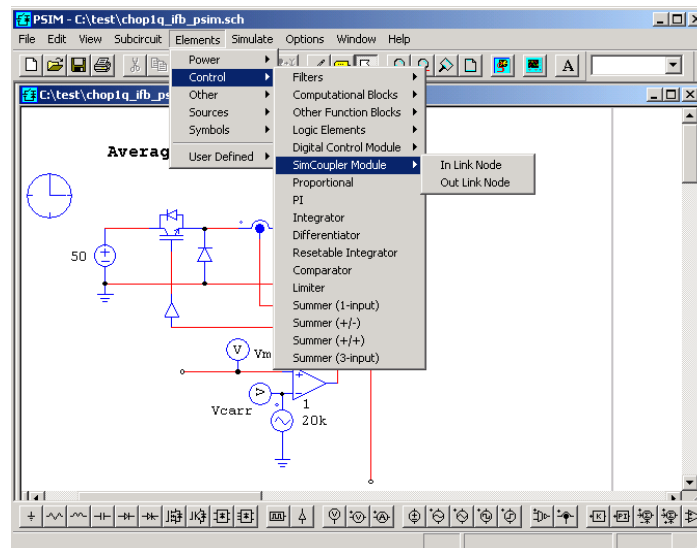 PSIM - C:\test\chop1q_ifb_psim.sch
File Edit View Subcircuit Elements Simulate Options Window Help
A
C:\test\chop1q_ifb_ps
Power
Control
Other
Sources
Symbols
User Defined
Filters
Computational Blocks
Other Function Blocks
Logic Elements
Digital Control Module
SimCoupler Module
Proportional
PI
Integrator
Differentiator
Resetable Integrator
Comparator
Limiter
Summer (1-input)
Summer (+/-)
Summer (+/+)
Summer (3-input)
In Link Node
Out Link Node
Averag
50
V
Vm
V
Vcarr
1
20k
K
PI